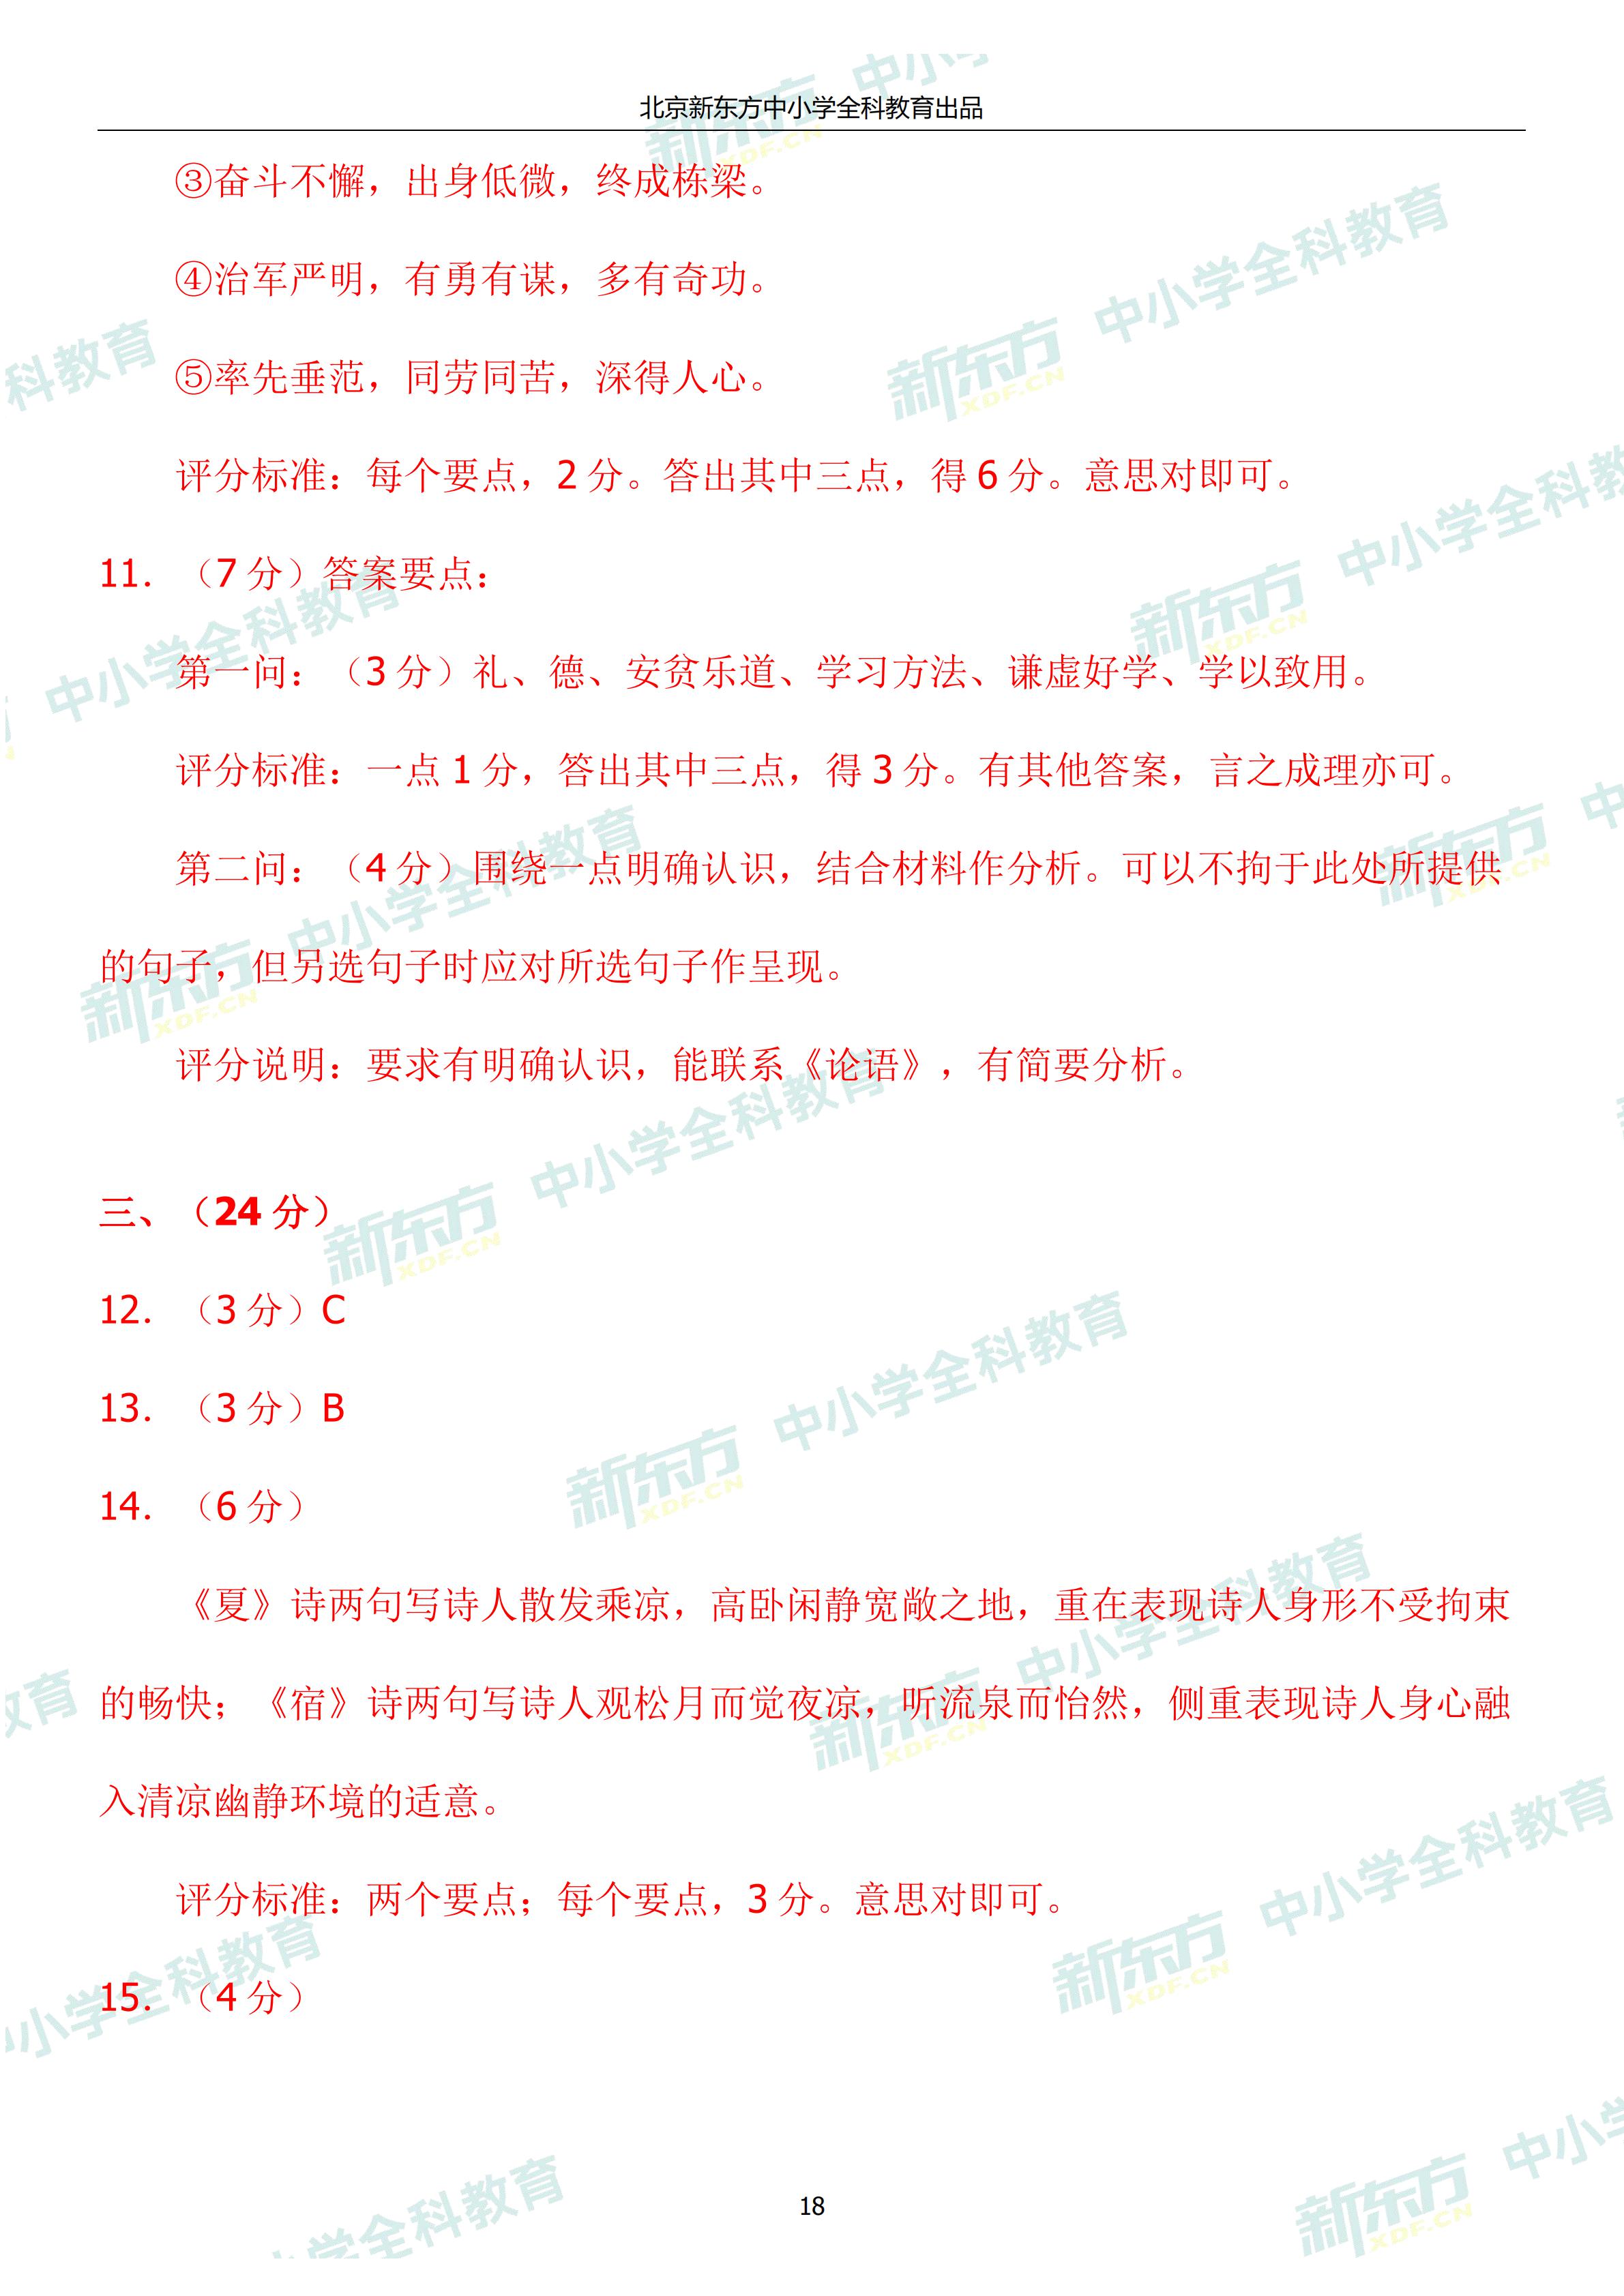 北京新东方中小学全科教育出品
③奋斗不懈，出身低微，终成栋梁。
④治军严明，有勇有谋，多有奇功。
⑤率先垂范，同劳同苦，深得人心。
评分标准：每个要点，2 分。答出其中三点，得 6 分。意思对即可。
11. （7 分）答案要点：
第一问：（3 分）礼、德、安贫乐道、学习方法、谦虚好学、学以致用。
评分标准：一点 1 分，答出其中三点，得 3 分。有其他答案，言之成理亦可。
第二问：（4 分）围绕一点明确认识，结合材料作分析。可以不拘于此处所提供
的句子，但另选句子时应对所选句子作呈现。
评分说明：要求有明确认识，能联系《论语》，有简要分析。
三、（24 分）
12. （3 分）C
13. （3 分）B
14. （6 分）
《夏》诗两句写诗人散发乘凉，高卧闲静宽敞之地，重在表现诗人身形不受拘束
的畅快；《宿》诗两句写诗人观松月而觉夜凉，听流泉而怡然，侧重表现诗人身心融
入清凉幽静环境的适意。
评分标准：两个要点；每个要点，3 分。意思对即可。
15. （4 分）
18
新东方 XDF.CN 中小学全科教育